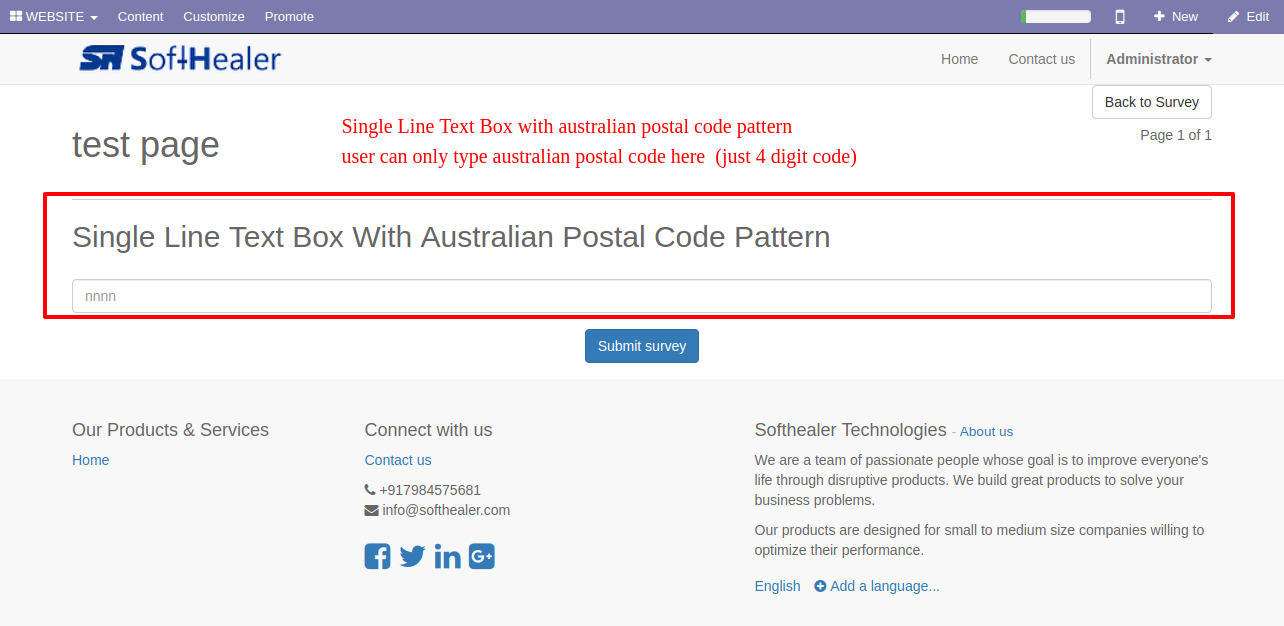 WEBSITE Content Customize Promote New Edit
SoftHealer Home Contact us Administrator
Back to Survey
test page
Page 1 of 1
Single Line Text Box with australian postal code pattern
user can only type australian postal code here (just 4 digit code)
Single Line Text Box With Australian Postal Code Pattern
nnnn
Submit survey
Our Products & Services
Home
Connect with us
Contact us
+917984575681
info@softhealer.com
Softhealer Technologies - About us
We are a team of passionate people whose goal is to improve everyone's
life through disruptive products. We build great products to solve your
business problems.
Our products are designed for small to medium size companies willing to
optimize their performance.
English Add a language...